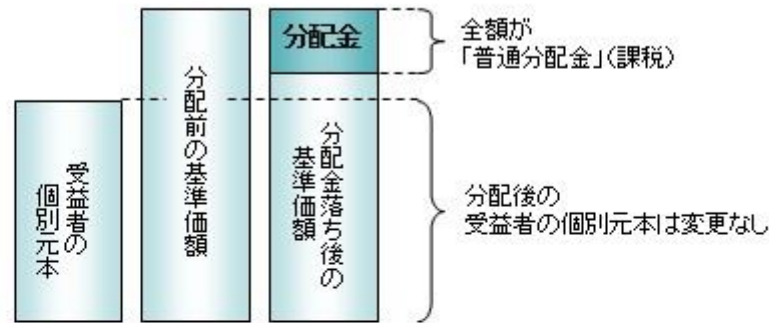 受益者の
個別元本
分配前の基準価額
分配金
分配金落ち後の
基準価額
全額が
「普通分配金」(課税)
分配後の
受益者の個別元本は変更なし